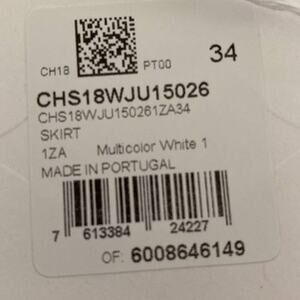 CH18 PT00 34
CHS18WJU15026
CHS18WJU150261ZA34
SKIRT
1ZA Multicolor White 1
MADE IN PORTUGAL
7 613384 24227
OF: 6008646149